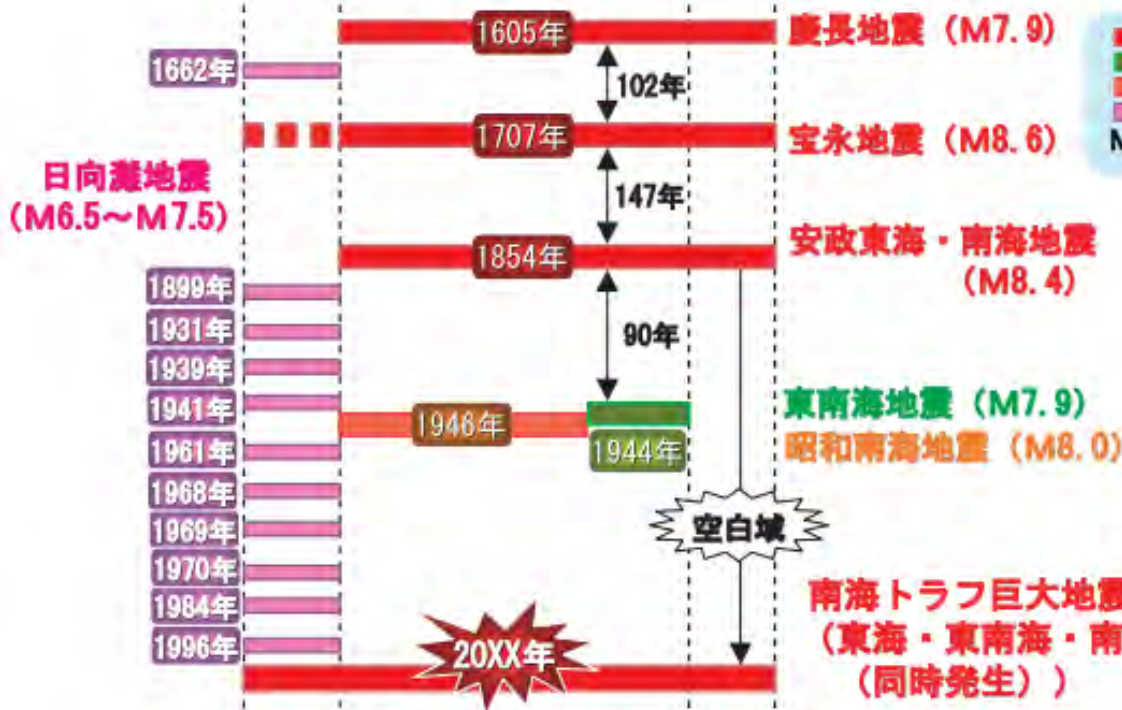 1605年
慶長地震 (M7.9)
1662年
102年
1707年
宝永地震 (M8.6)
日向灘地震
(M6.5～M7.5)
147年
1854年
安政東海・南海地震
(M8.4)
1899年
1931年
90年
1939年
1941年
1946年
東南海地震 (M7.9)
1944年
昭和南海地震 (M8.0)
1961年
1968年
空白域
1969年
1970年
南海トラフ巨大地震
1984年
(東海・東南海・南
1996年
20XX年
(同時発生))